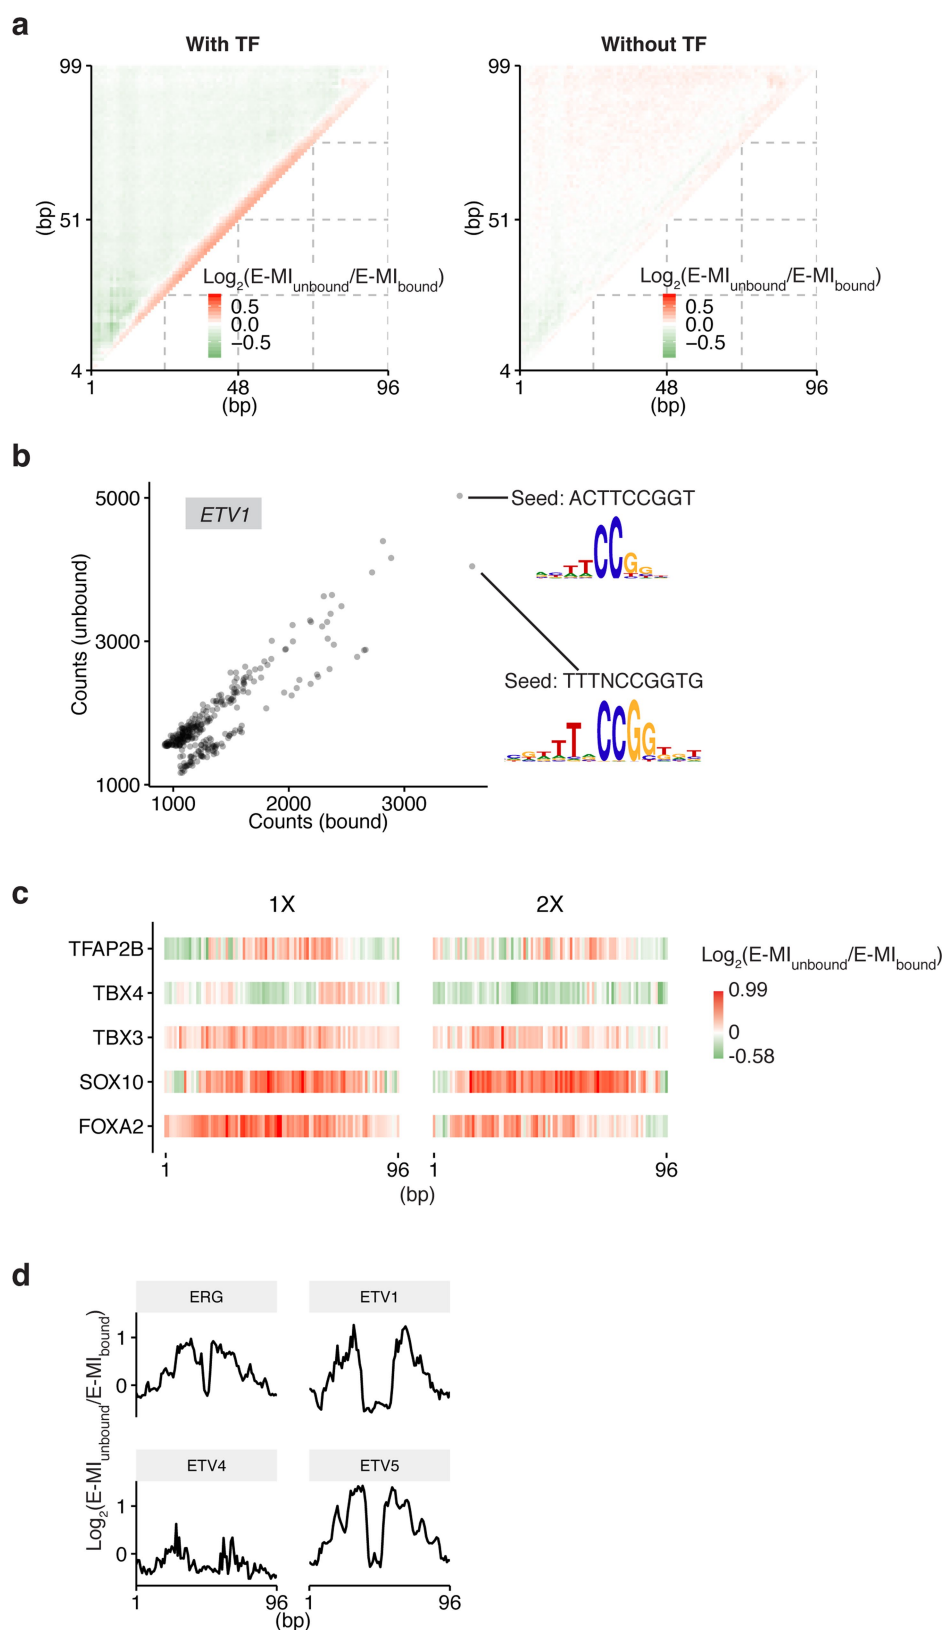 a
With TF
Without TF
99
51
4
(bp)
Log2(E-MIunbound/E-MIbound)
0.5
0.0
−0.5
1
48
96
(bp)
99
51
4
(bp)
Log2(E-MIunbound/E-MIbound)
0.5
0.0
−0.5
1
48
96
(bp)
b
5000
3000
1000
Counts (unbound)
ETV1
Seed: ACTTCCGGT
Seed: TTTNCCGGTG
1000
2000
3000
Counts (bound)
c
1X
2X
TFAP2B
TBX4
TBX3
SOX10
FOXA2
Log2(E-MIunbound/E-MIbound)
0.99
0
-0.58
1
96
1
96
(bp)
d
Log2(E-MIunbound/E-MIbound)
ERG
ETV1
1
0
ETV4
ETV5
1
0
1
96
1
96
(bp)